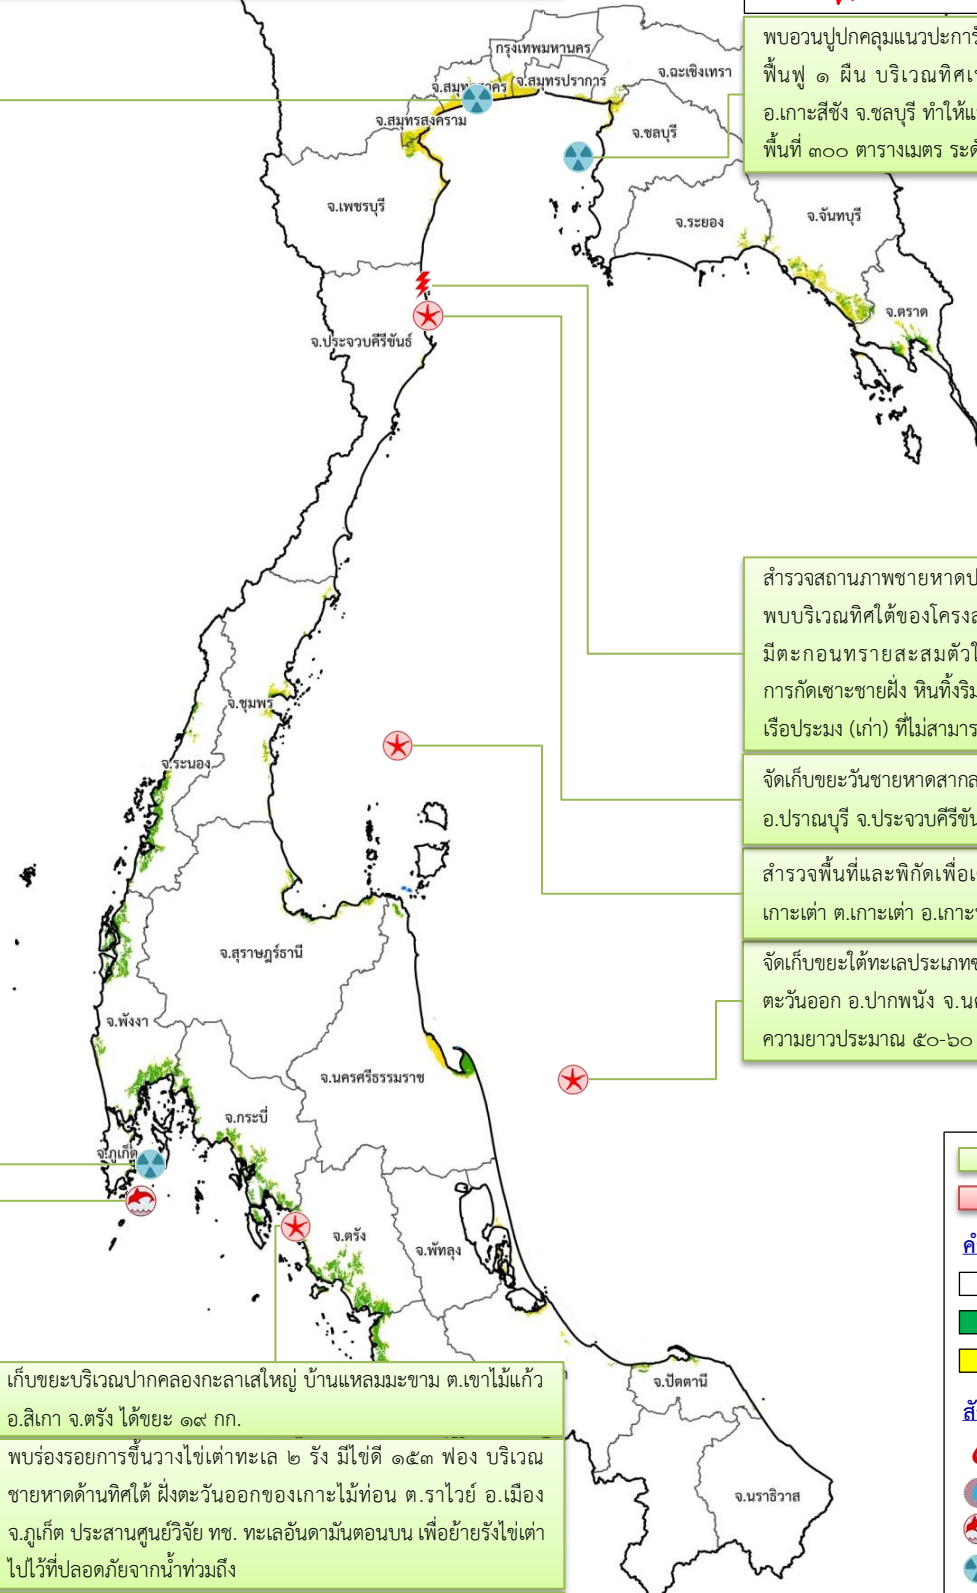 กรุงเทพมหานคร
จ.สมุทรปราการ
จ.ฉะเชิงเทรา
จ.สมุทรสาคร
จ.สมุทรสงคราม
จ.ชลบุรี
จ.เพชรบุรี
จ.ระยอง
จ.จันทบุรี
จ.ตราด
จ.ประจวบคีรีขันธ์
จ.ชุมพร
จ.ระนอง
จ.สุราษฎร์ธานี
จ.พังงา
จ.นครศรีธรรมราช
จ.กระบี่
จ.ภูเก็ต
จ.ตรัง
จ.พัทลุง
จ.ปัตตานี
จ.นราธิวาส
พบอวนปูปกคลุมแนวปะการั
ฟื้นฟู ๑ ผืน บริเวณทิศเห
อ.เกาะสีชัง จ.ชลบุรี ทำให้แ
พื้นที่ ๓๐๐ ตารางเมตร ระดั
สำรวจสถานภาพชายหาดป
พบบริเวณทิศใต้ของโครงส
มีตะกอนทรายสะสมตัวใ
การกัดเซาะชายฝั่ง หินทิ้งริม
เรือประมง (เก่า) ที่ไม่สามาร
จัดเก็บขยะวันชายหาดสากล
อ.ปราณบุรี จ.ประจวบคีรีขัน
สำรวจพื้นที่และพิกัดเพื่อเ
เกาะเต่า ต.เกาะเต่า อ.เกาะ
จัดเก็บขยะใต้ทะเลประเภทซ
ตะวันออก อ.ปากพนัง จ.นค
ความยาวประมาณ ๕๐-๖๐
เก็บขยะบริเวณปากคลองกะลาเสใหญ่ บ้านแหลมมะขาม ต.เขาไม้แก้ว
อ.สิเกา จ.ตรัง ได้ขยะ ๑๙ กก.
พบร่องรอยการขึ้นวางไข่เต่าทะเล ๒ รัง มีไข่ดี ๑๕๓ ฟอง บริเวณ
ชายหาดด้านทิศใต้ ฝั่งตะวันออกของเกาะไม้ท่อน ต.ราไวย์ อ.เมือง
จ.ภูเก็ต ประสานศูนย์วิจัย ทช. ทะเลอันดามันตอนบน เพื่อย้ายรังไข่เต่า
ไปไว้ที่ปลอดภัยจากน้ำท่วมถึง